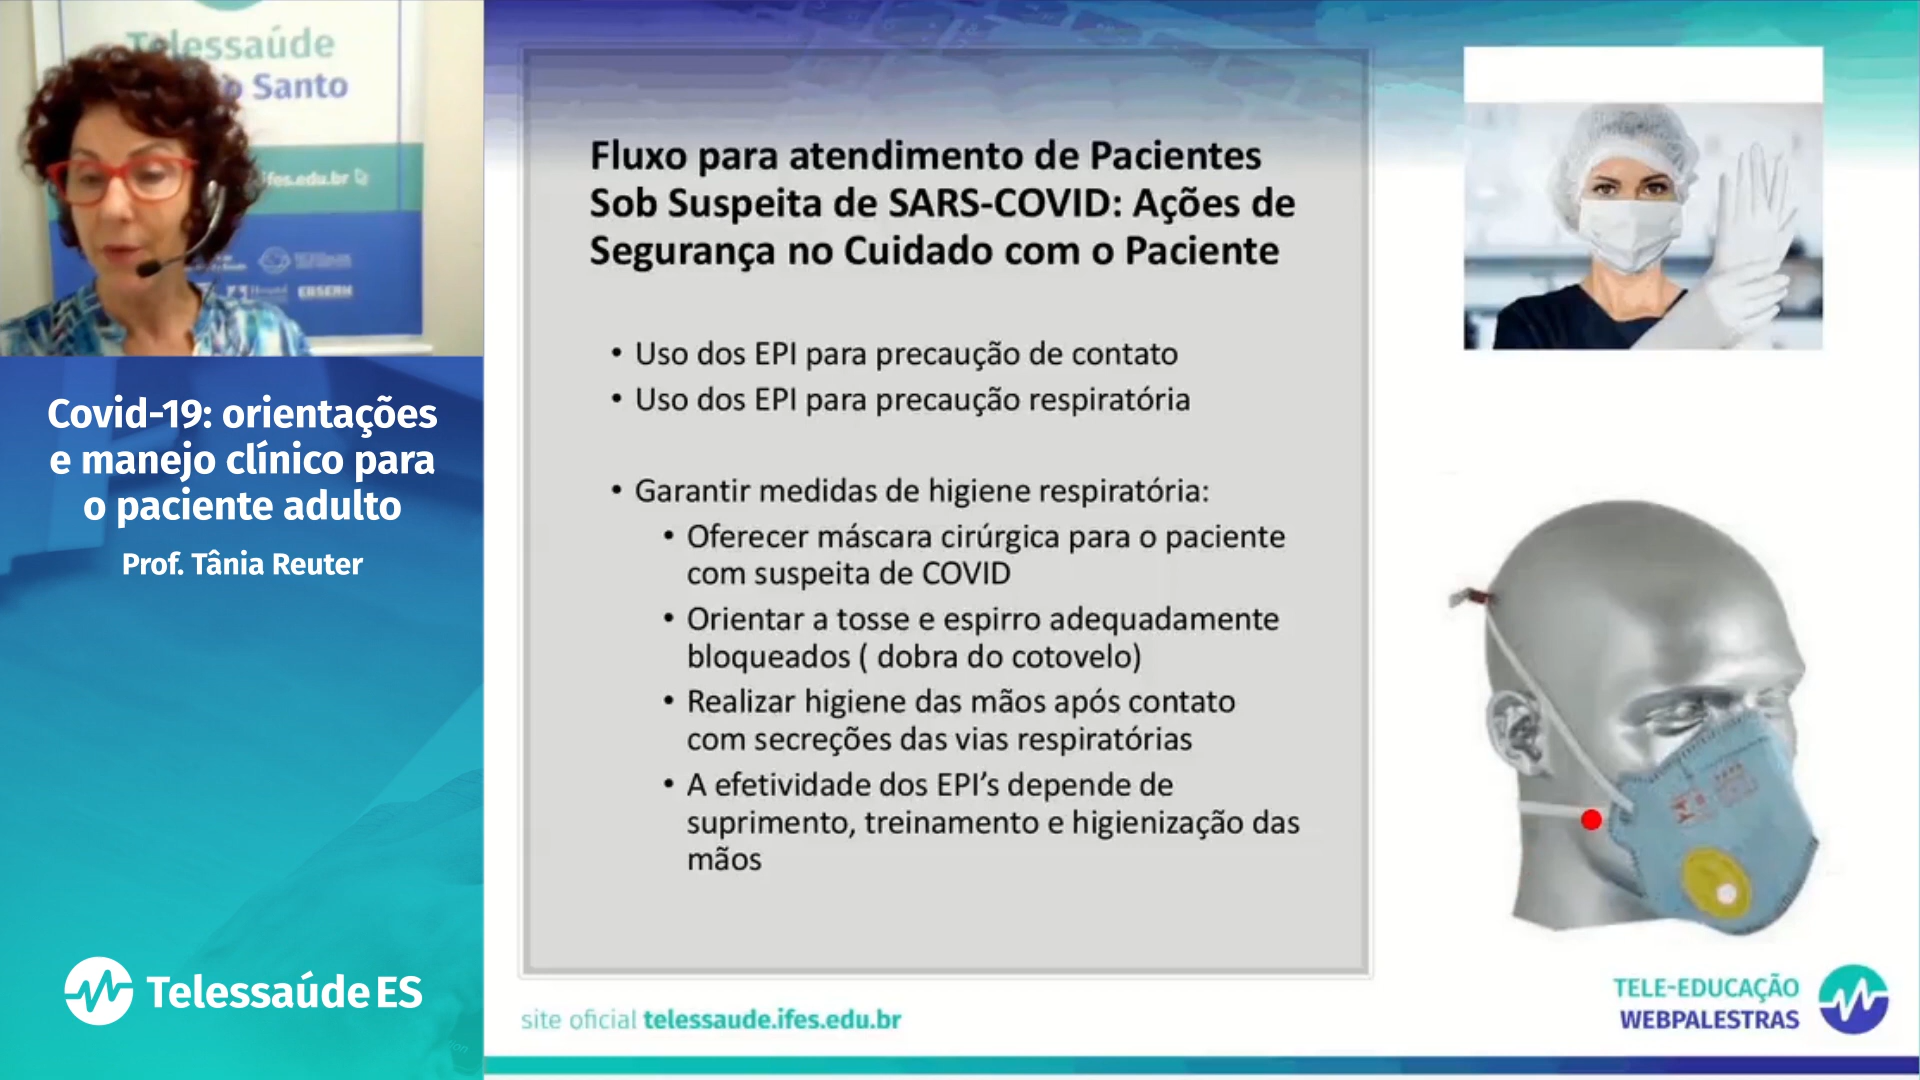 Telessaúde
Santo
ifes.edu.br
EBSERH
Covid-19: orientações
e manejo clínico para
o paciente adulto
Prof. Tânia Reuter
Telessaúde ES
Fluxo para atendimento de Pacientes
Sob Suspeita de SARS-COVID: Ações de
Segurança no Cuidado com o Paciente
• Uso dos EPI para precaução de contato
• Uso dos EPI para precaução respiratória
• Garantir medidas de higiene respiratória:
• Oferecer máscara cirúrgica para o paciente
com suspeita de COVID
• Orientar a tosse e espirro adequadamente
bloqueados ( dobra do cotovelo)
• Realizar higiene das mãos após contato
com secreções das vias respiratórias
• A efetividade dos EPI’s depende de
suprimento, treinamento e higienização das
mãos
site oficial telessaude.ifes.edu.br
TELE-EDUCAÇÃO
WEBPALESTRAS